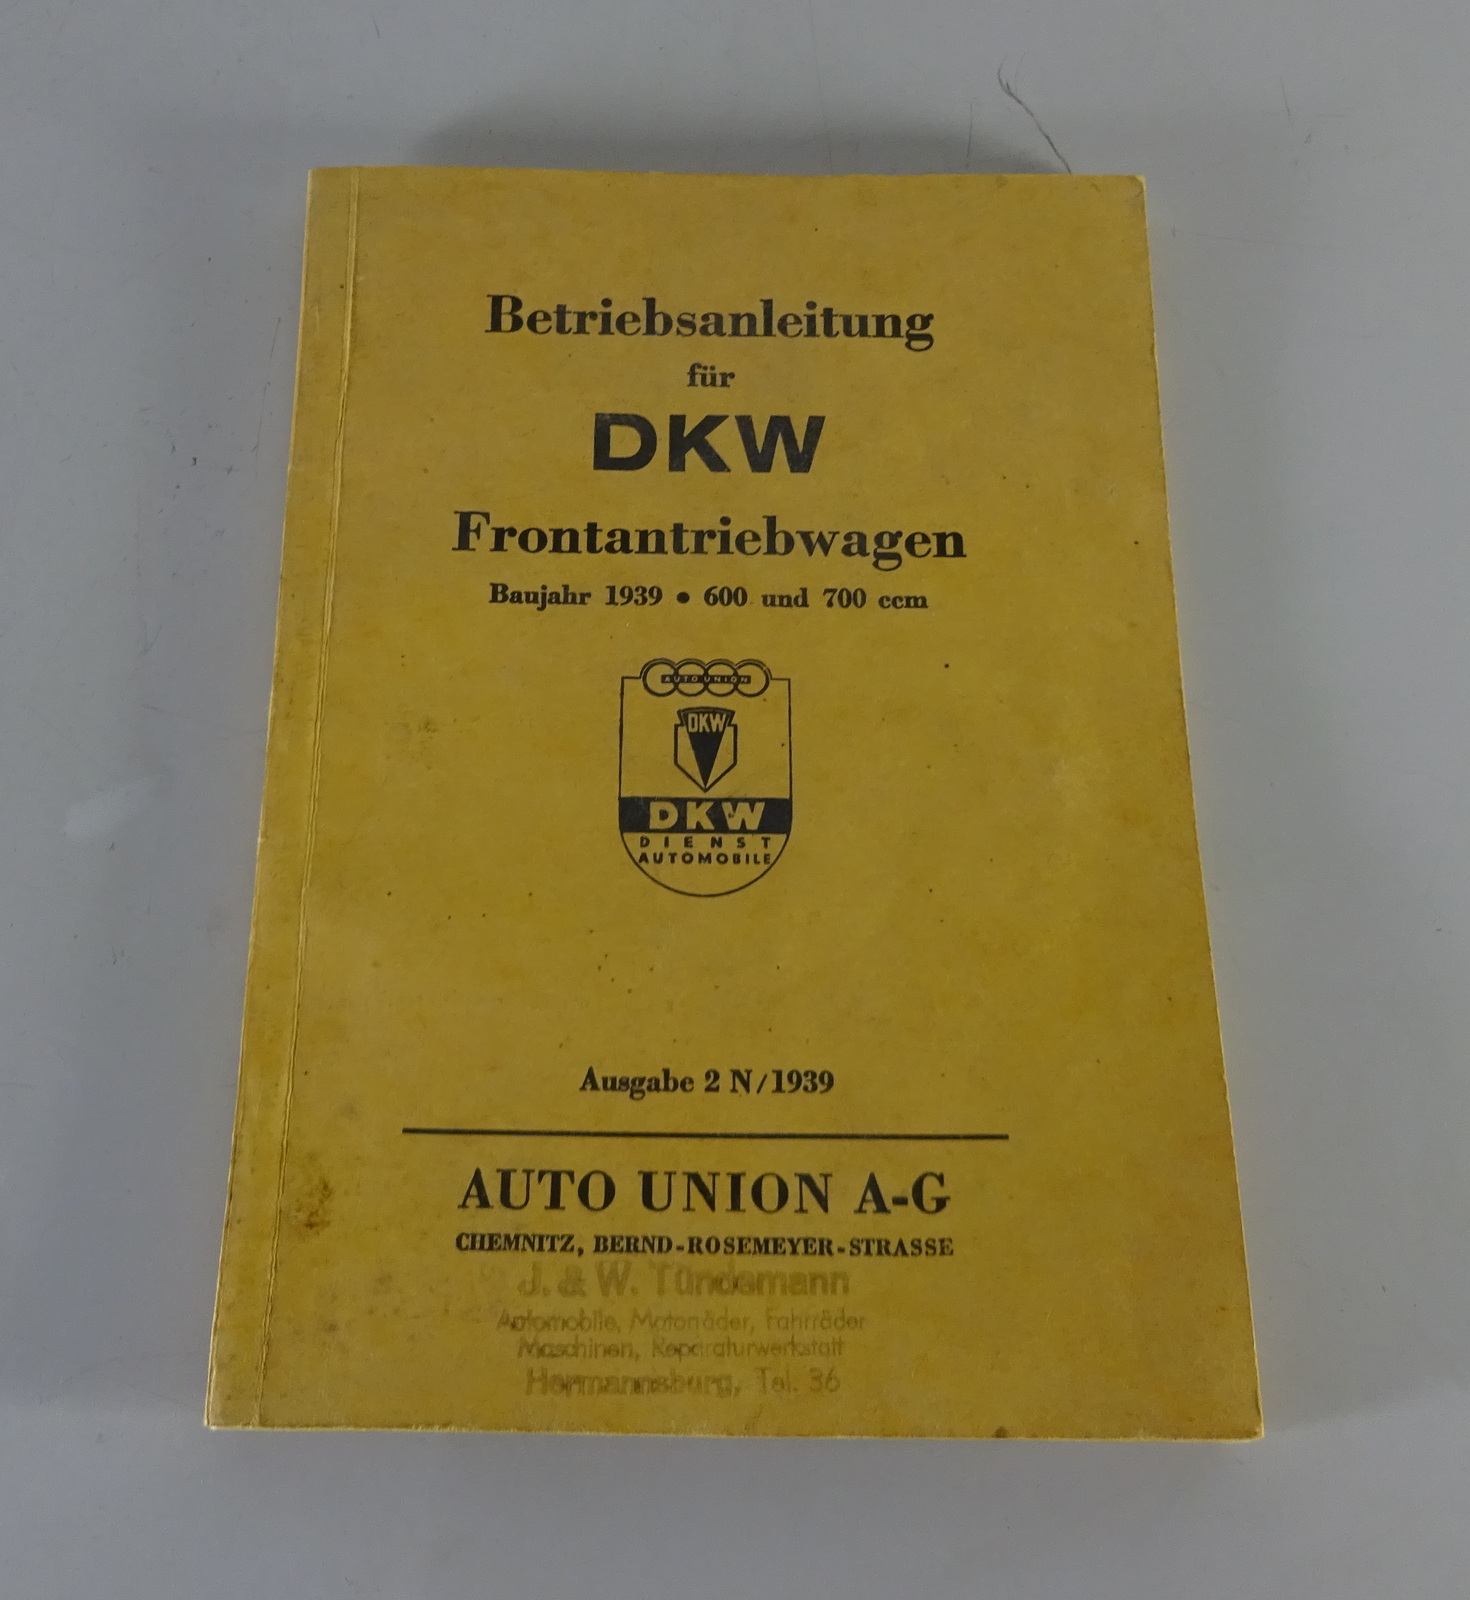 Betriebsanleitung
für
DKW
Frontantriebwagen
Baujahr 1939 • 600 und 700 ccm
AUTO UNION
DKW
DKW
DIENST
AUTOMOBILE
Ausgabe 2 N/1939
AUTO UNION A-G
CHEMNITZ, BERND-ROSEMEYER-STRASSE
J. & W. Tündemann
Automobile, Motorräder, Fahrräder
Maschinen, Reparaturwerkstatt
Hermannsburg, Tel. 36